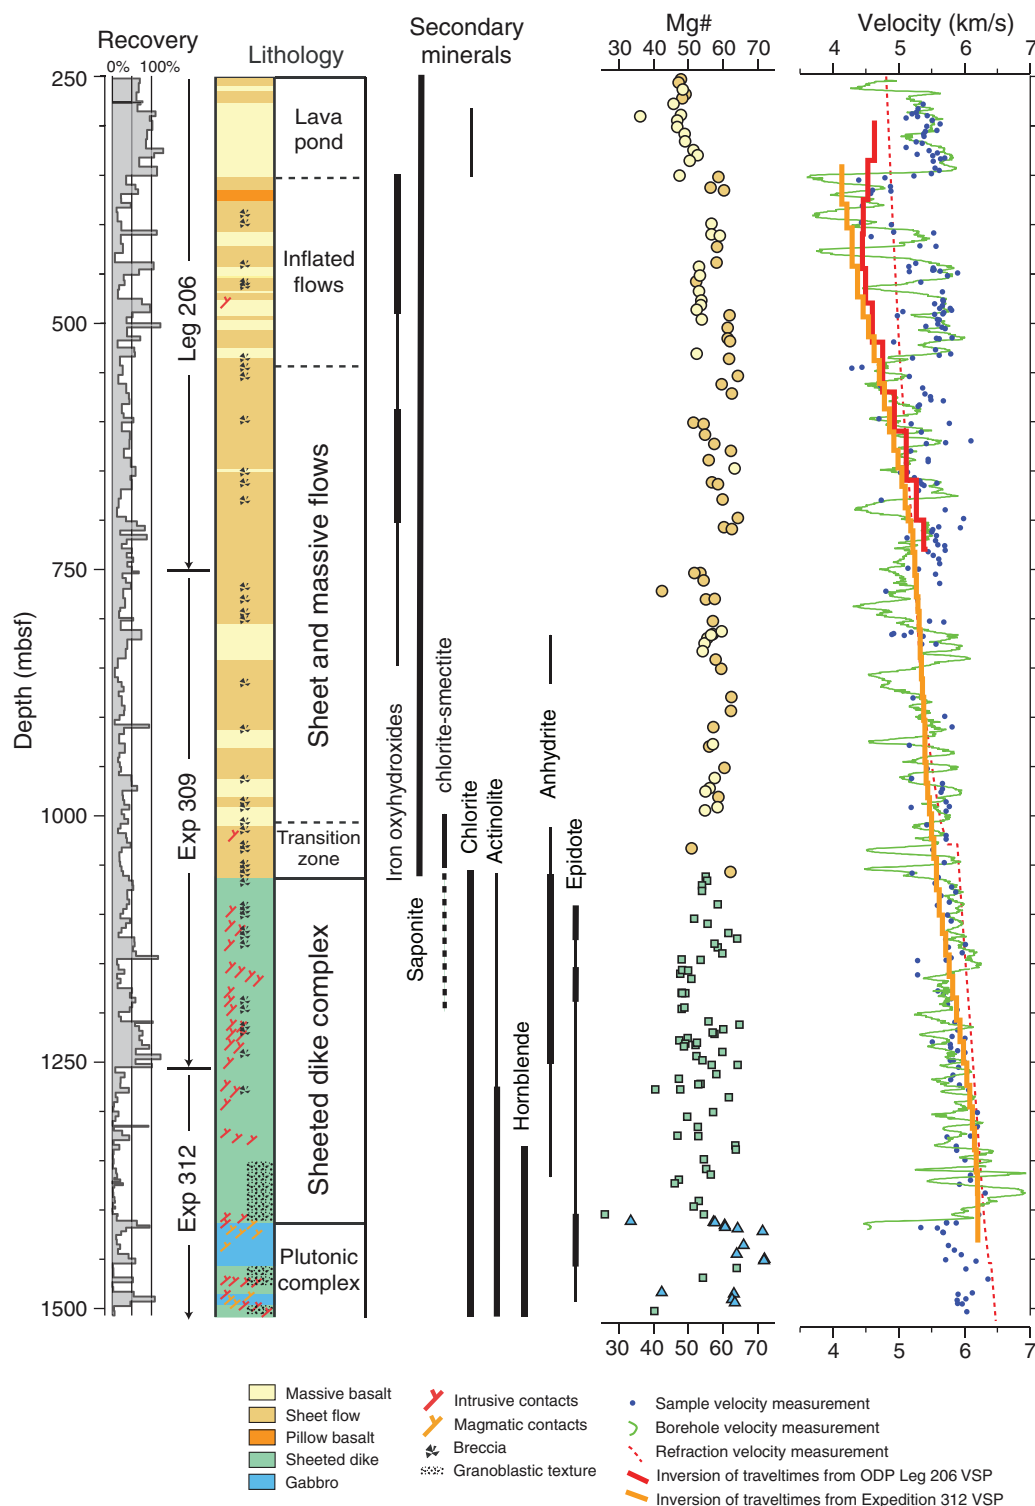 Recovery
0% 100%
Lithology
Secondary
minerals
Mg#
30 40 50 60 70
Velocity (km/s)
4 5 6 7
Depth (mbsf)
250
500
750
1000
1250
1500
Leg 206
Exp 309
Exp 312
Lava
pond
Inflated
flows
Sheet and massive flows
Transition
zone
Sheeted dike complex
Plutonic
complex
Iron oxyhydroxides
Saponite
chlorite-smectite
Chlorite
Actinolite
Hornblende
Anhydrite
Epidote
30 40 50 60 70
4 5 6 7
Massive basalt
Sheet flow
Pillow basalt
Sheeted dike
Gabbro
Intrusive contacts
Magmatic contacts
Breccia
Granoblastic texture
Sample velocity measurement
Borehole velocity measurement
Refraction velocity measurement
Inversion of traveltimes from ODP Leg 206 VSP
Inversion of traveltimes from Expedition 312 VSP